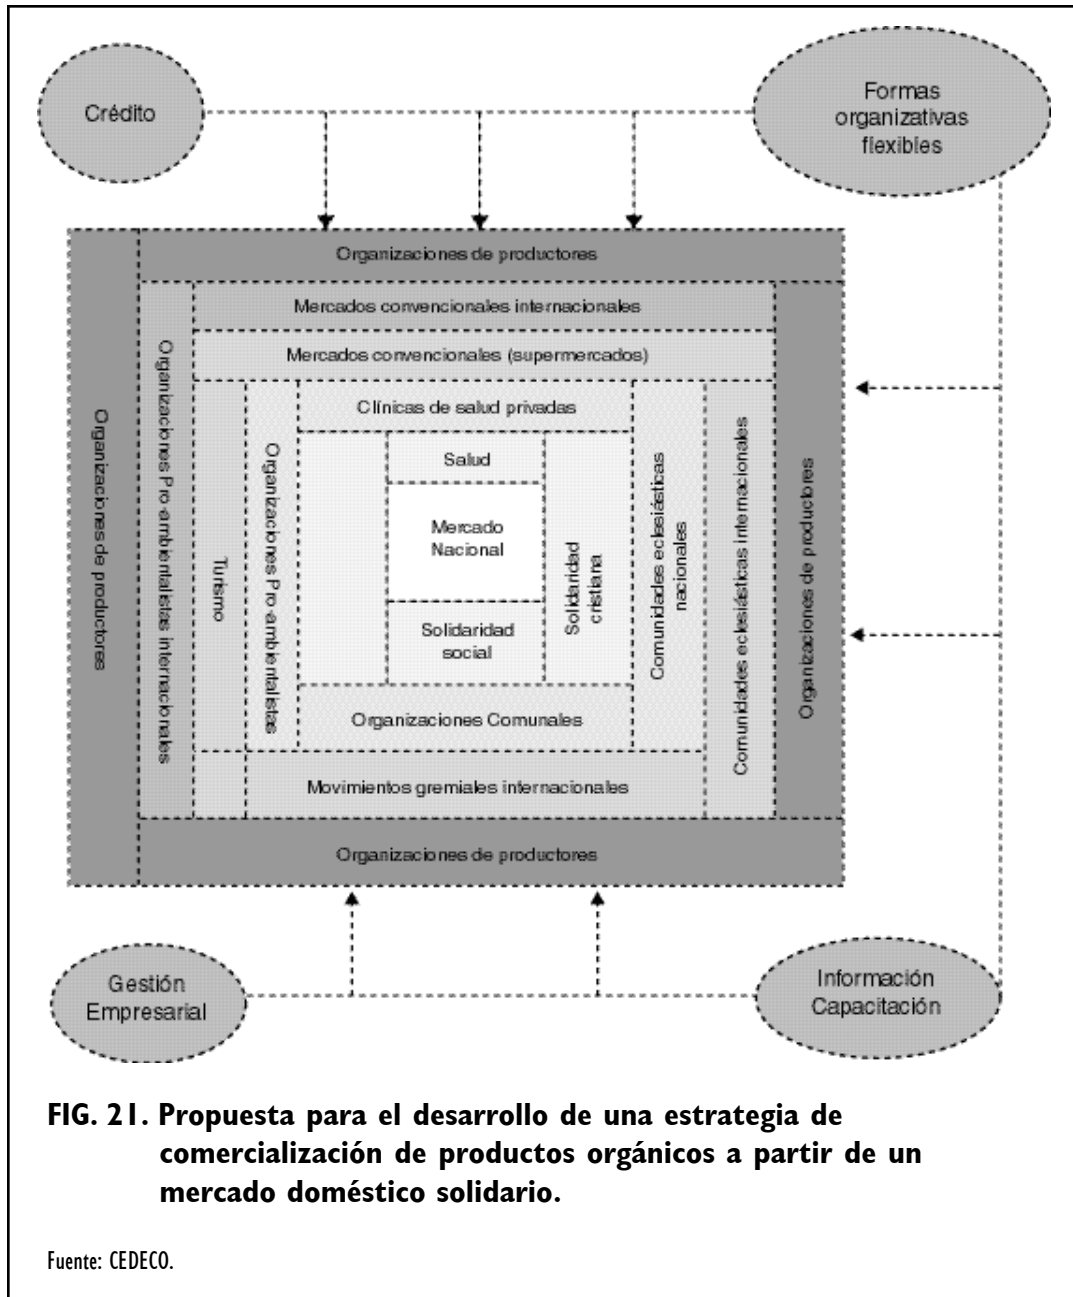 Crédito
Formas
organizativas
flexibles
Organizaciones de productores
Mercados convencionales internacionales
Mercados convencionales (supermercados)
Clínicas de salud privadas
Salud
Mercado
Nacional
Solidaridad
social
Organizaciones de productores
Organizaciones Pro-ambientalistas internacionales
Turismo
Organizaciones Pro-ambientalistas
Solidaridad
cristiana
Comunidades eclesiásticas
nacionales
Comunidades eclesiásticas internacionales
Organizaciones de productores
Organizaciones Comunales
Movimientos gremiales internacionales
Organizaciones de productores
Gestión
Empresarial
Información
Capacitación
FIG. 21. Propuesta para el desarrollo de una estrategia de
comercialización de productos orgánicos a partir de un
mercado doméstico solidario.
Fuente: CEDECO.